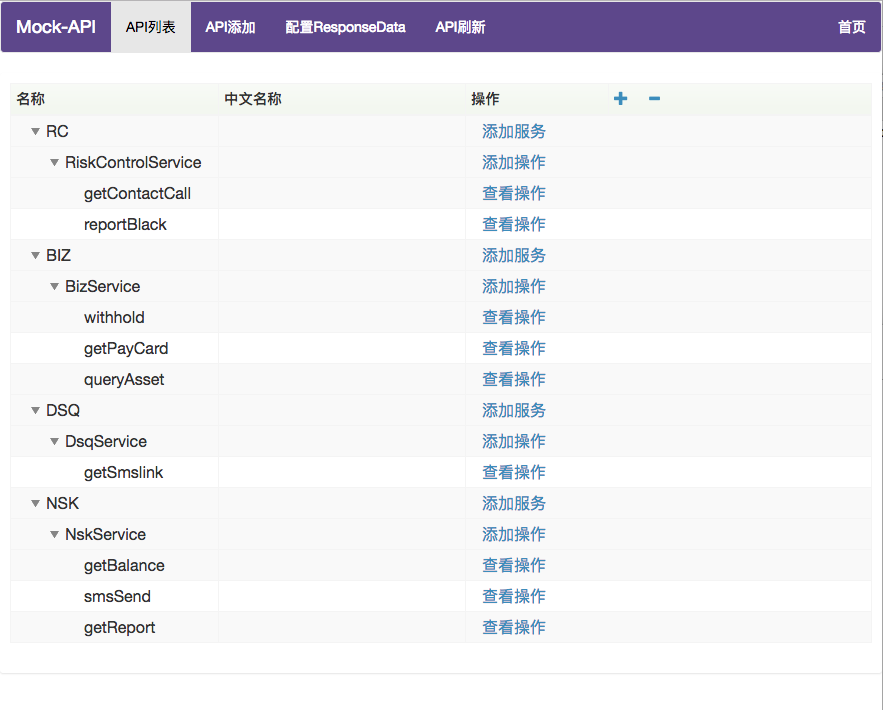 Mock-API API列表 API添加 配置ResponseData API刷新 首页
名称 中文名称 操作
RC 添加服务
RiskControlService 添加操作
getContactCall 查看操作
reportBlack 查看操作
BIZ 添加服务
BizService 添加操作
withhold 查看操作
getPayCard 查看操作
queryAsset 查看操作
DSQ 添加服务
DsqService 添加操作
getSmslink 查看操作
NSK 添加服务
NskService 添加操作
getBalance 查看操作
smsSend 查看操作
getReport 查看操作